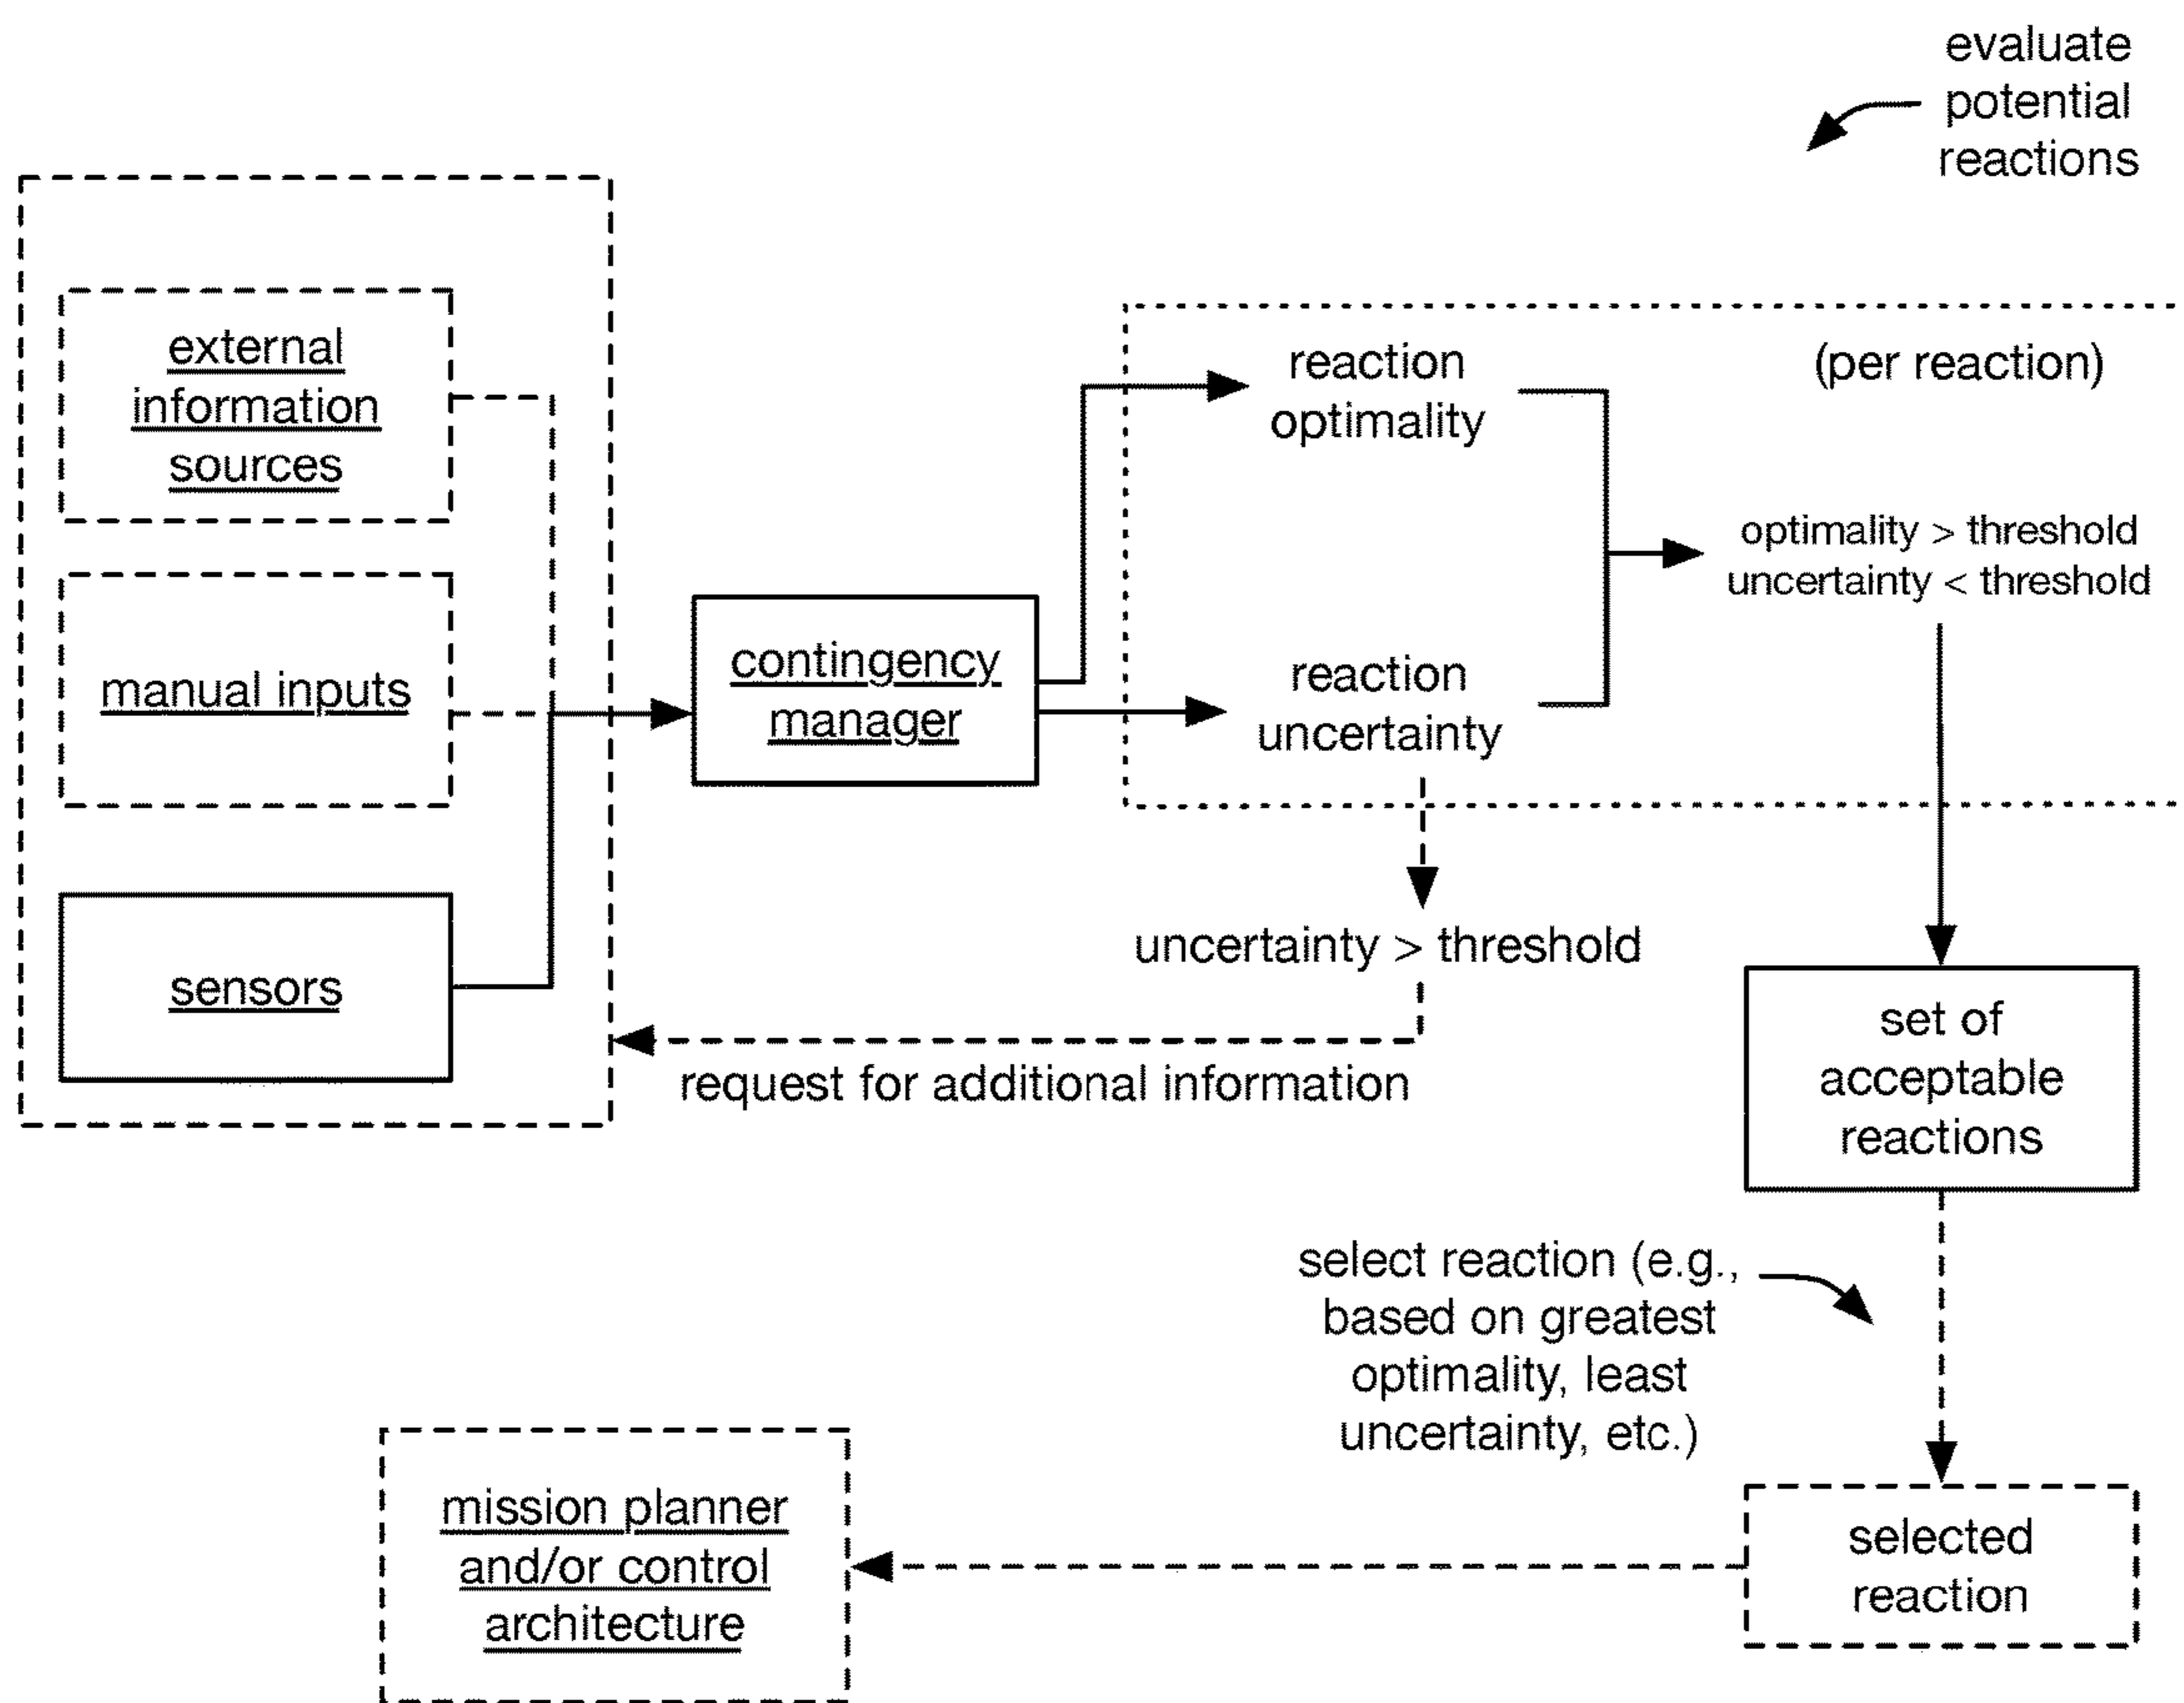 evaluate
potential
reactions
external
information
sources
manual inputs
sensors
contingency
manager
reaction
optimality
(per reaction)
reaction
uncertainty
optimality > threshold
uncertainty < threshold
uncertainty > threshold
request for additional information
set of
acceptable
reactions
select reaction (e.g.,
based on greatest
optimality, least
uncertainty, etc.)
selected
reaction
mission planner
and/or control
architecture